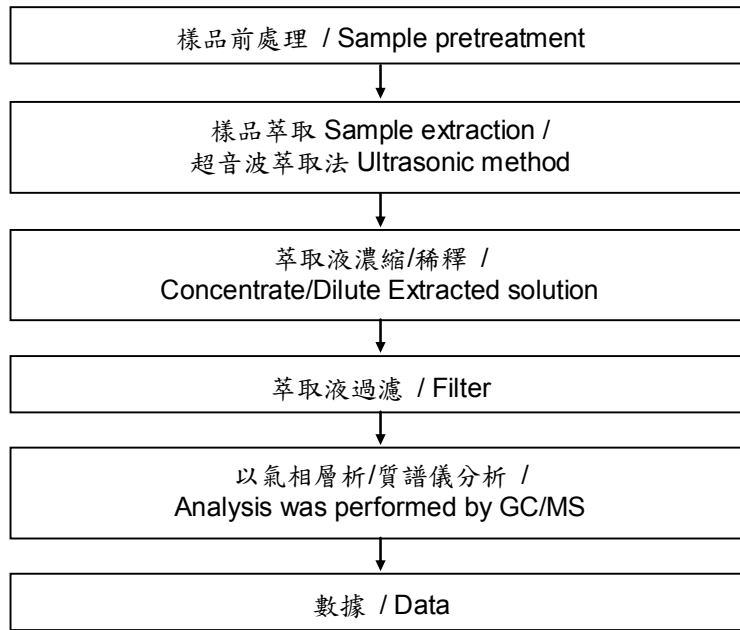 樣品前處理 / Sample pretreatment
樣品萃取 Sample extraction /
超音波萃取法 Ultrasonic method
萃取液濃縮/稀釋 /
Concentrate/Dilute Extracted solution
萃取液過濾 / Filter
以氣相層析/質譜儀分析 /
Analysis was performed by GC/MS
數據 / Data